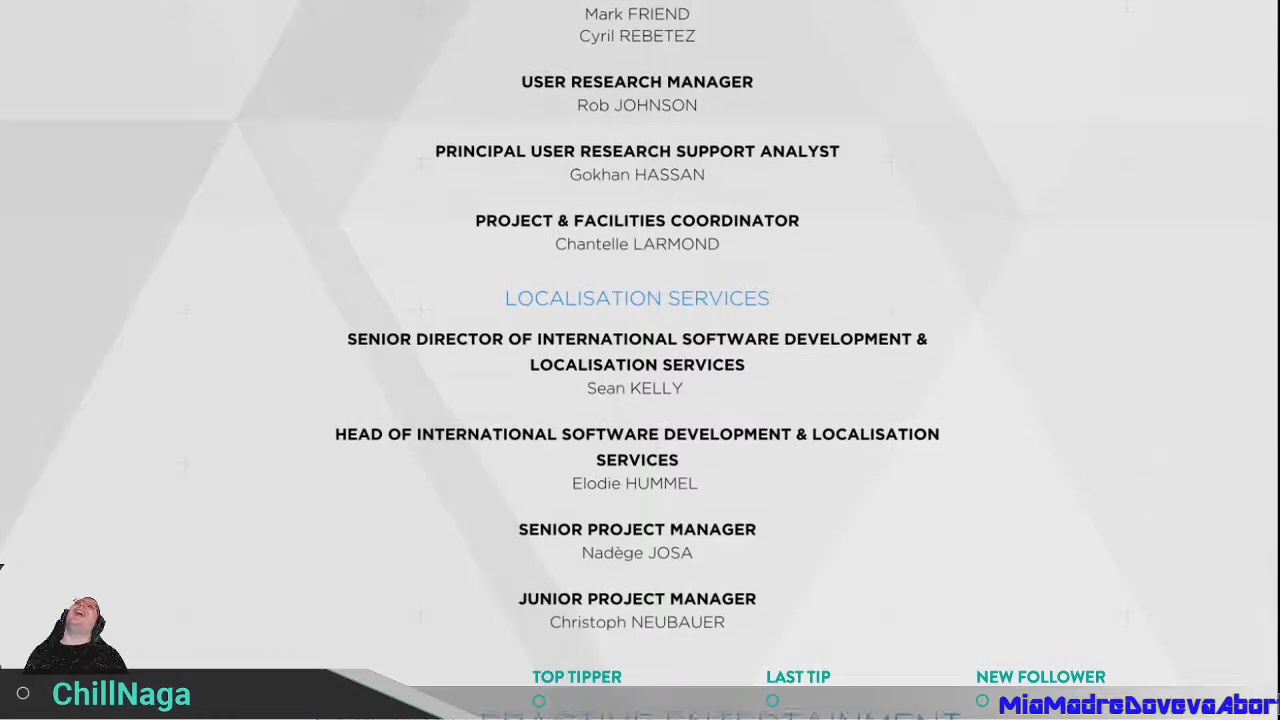 Mark FRIEND
Cyril REBETEZ
USER RESEARCH MANAGER
Rob JOHNSON
PRINCIPAL USER RESEARCH SUPPORT ANALYST
Gokhan HASSAN
PROJECT & FACILITIES COORDINATOR
Chantelle LARMOND
LOCALISATION SERVICES
SENIOR DIRECTOR OF INTERNATIONAL SOFTWARE DEVELOPMENT &
LOCALISATION SERVICES
Sean KELLY
HEAD OF INTERNATIONAL SOFTWARE DEVELOPMENT & LOCALISATION
SERVICES
Elodie HUMMEL
SENIOR PROJECT MANAGER
Nadège JOSA
JUNIOR PROJECT MANAGER
Christoph NEUBAUER
ChillNaga
TOP TIPPER
LAST TIP
NEW FOLLOWER
MiaMadreDovevaAbor